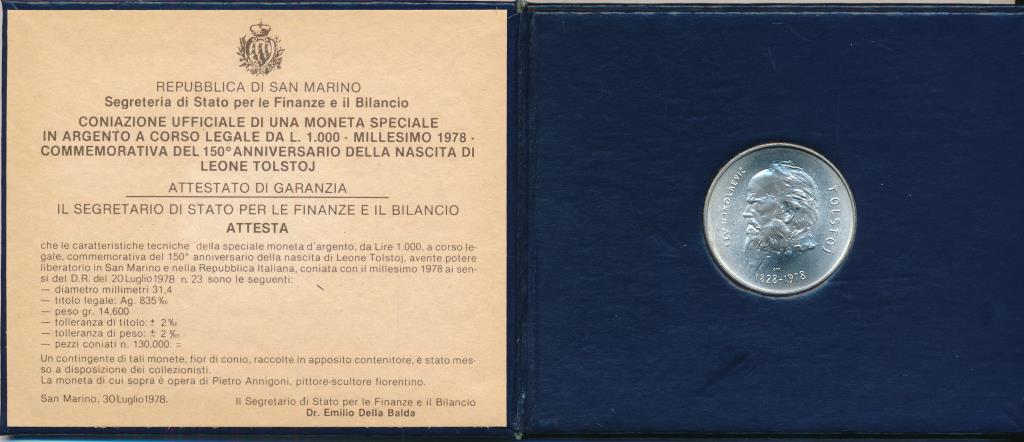 REPUBBLICA DI SAN MARINO
Segreteria di Stato per le Finanze e il Bilancio
CONIAZIONE UFFICIALE DI UNA MONETA SPECIALE
IN ARGENTO A CORSO LEGALE DA L. 1.000 - MILLESIMO 1978 -
COMMEMORATIVA DEL 150° ANNIVERSARIO DELLA NASCITA DI
LEONE TOLSTOJ
ATTESTATO DI GARANZIA
IL SEGRETARIO DI STATO PER LE FINANZE E IL BILANCIO
ATTESTA
che le caratteristiche tecniche della speciale moneta d'argento, da Lire 1.000, a corso le-
gale, commemorativa del 150° anniversario della nascita di Leone Tolstoj, avente potere
liberatorio in San Marino e nella Repubblica Italiana, coniata con il millesimo 1978 ai sen-
si del D.R. del 20 Luglio 1978 n. 23 sono le seguenti:
— diametro millimetri 31,4
— titolo legale: Ag. 835‰
— peso gr. 14,600
— tolleranza di titolo: ± 2‰
— tolleranza di peso: ± 2‰
— pezzi coniati n. 130.000. =
Un contingente di tali monete, fior di conio, raccolte in apposito contenitore, è stato mes-
so a disposizione dei collezionisti.
La moneta di cui sopra è opera di Pietro Annigoni, pittore-scultore fiorentino.
San Marino, 30 Luglio 1978.
Il Segretario di Stato per le Finanze e il Bilancio
Dr. Emilio Della Balda
LEV NIKOLAEVIČ
TOLSTOJ
1828-1978